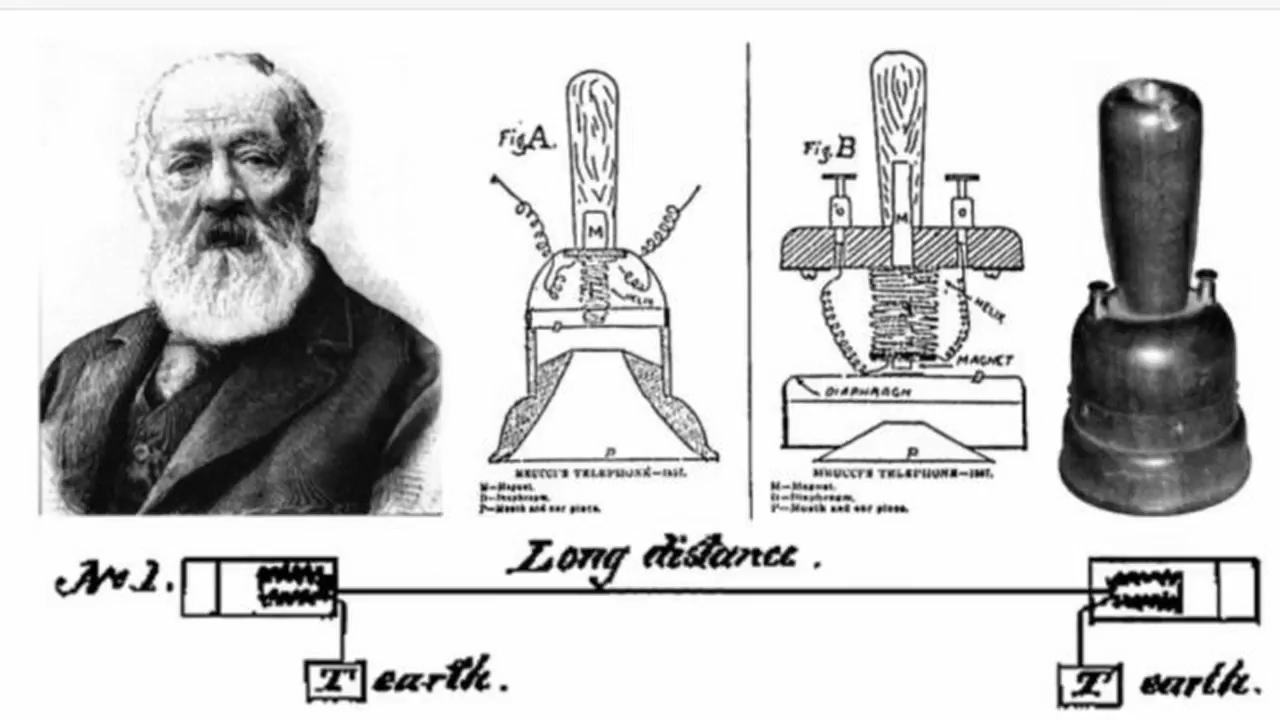 Fig. A.
M
HELIX
D
P
MEUCCI'S TELEPHONE—1857.
M—Magnet.
D—Diaphragm.
P—Mouth and ear piece.
Fig. B
M
HELIX
MAGNET
D
DIAPHRAGM
P
MEUCCI'S TELEPHONE—1867.
M—Magnet.
D—Diaphragm.
P—Mouth and ear piece.
No 1.
Long distance.
T earth.
T earth.